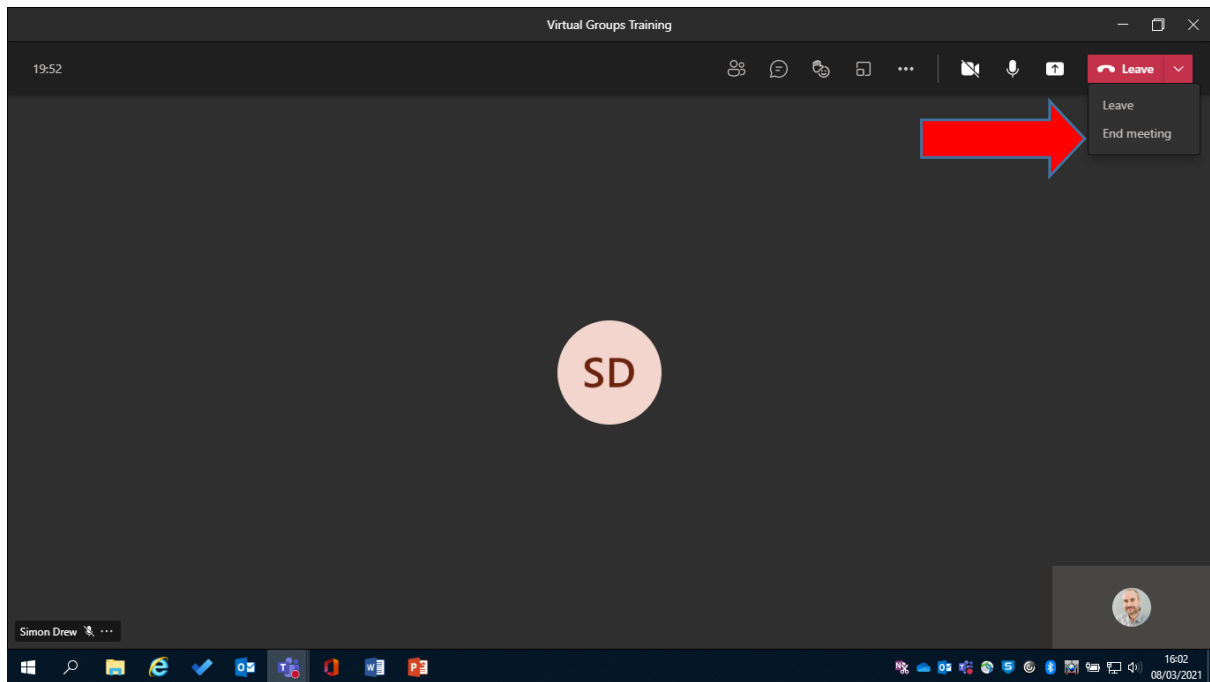 Virtual Groups Training
19:52
Leave
Leave
End meeting
SD
Simon Drew
16:02
08/03/2021